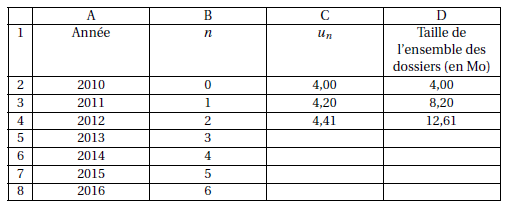 A B C D
1 Année n uₙ Taille de
l'ensemble des
dossiers (en Mo)
2 2010 0 4,00 4,00
3 2011 1 4,20 8,20
4 2012 2 4,41 12,61
5 2013 3
6 2014 4
7 2015 5
8 2016 6